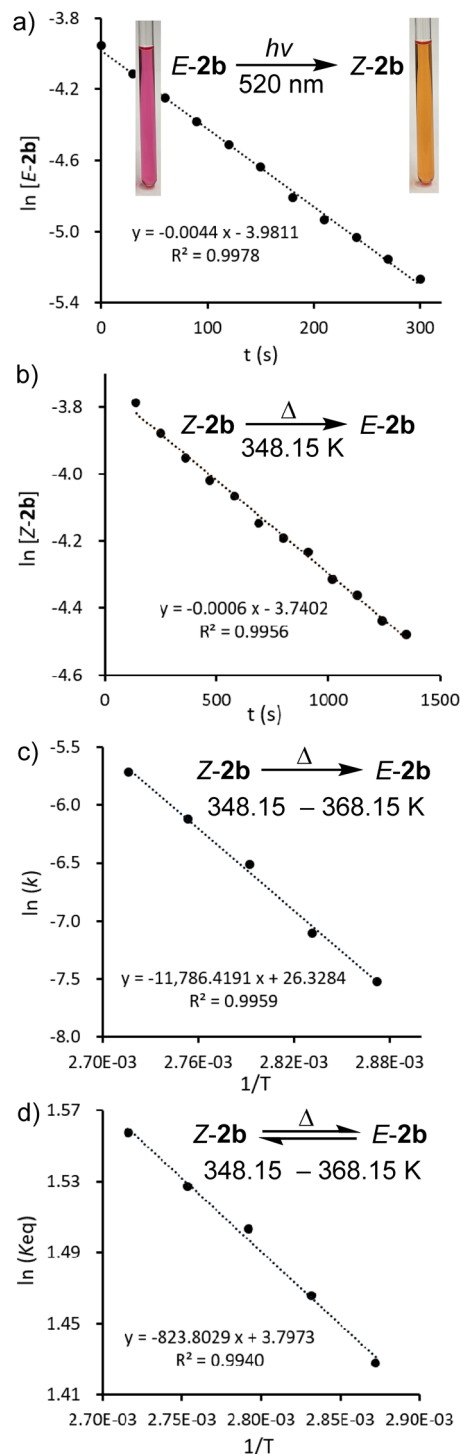 a)
-3.8
-4.2
-4.6
-5.0
-5.4
ln [E-2b]
E-2b hν Z-2b
520 nm
y = -0.0044 x - 3.9811
R² = 0.9978
0 100 200 300
t (s)
b)
-3.8
-4.0
-4.2
-4.4
-4.6
ln [Z-2b]
Z-2b Δ E-2b
348.15 K
y = -0.0006 x - 3.7402
R² = 0.9956
0 500 1000 1500
t (s)
c)
-5.5
-6.0
-6.5
-7.0
-7.5
-8.0
ln (k)
Z-2b Δ E-2b
348.15 – 368.15 K
y = -11,786.4191 x + 26.3284
R² = 0.9959
2.70E-03 2.76E-03 2.82E-03 2.88E-03
1/T
d)
1.57
1.53
1.49
1.45
1.41
ln (Keq)
Z-2b Δ E-2b
348.15 – 368.15 K
y = -823.8029 x + 3.7973
R² = 0.9940
2.70E-03 2.75E-03 2.80E-03 2.85E-03 2.90E-03
1/T